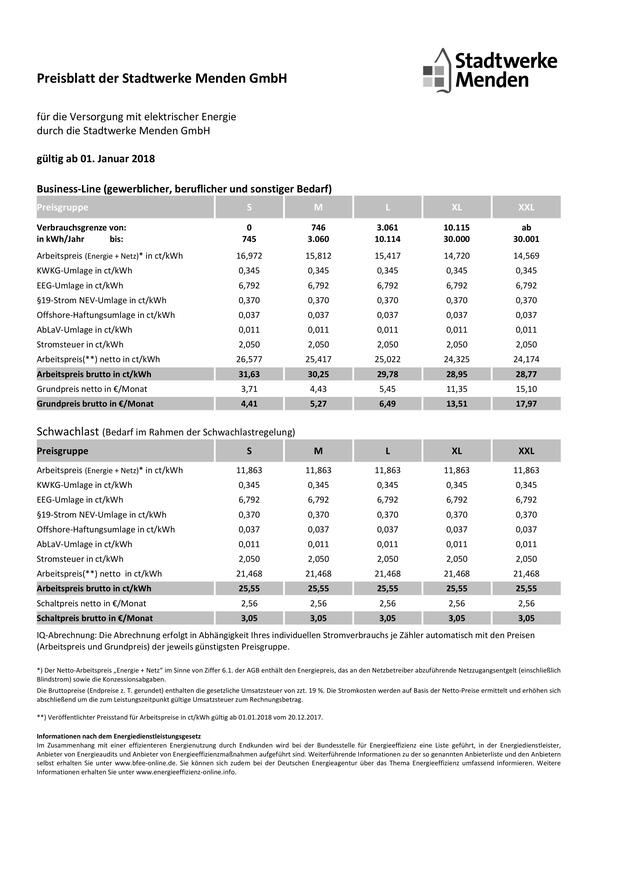 Stadtwerke
Menden
Preisblatt der Stadtwerke Menden GmbH
für die Versorgung mit elektrischer Energie
durch die Stadtwerke Menden GmbH
gültig ab 01. Januar 2018
Business-Line (gewerblicher, beruflicher und sonstiger Bedarf)
Preisgruppe S M L XL XXL
Verbrauchsgrenze von: 0 746 3.061 10.115 ab
in kWh/Jahr bis: 745 3.060 10.114 30.000 30.001
Arbeitspreis (Energie + Netz)* in ct/kWh 16,972 15,812 15,417 14,720 14,569
KWKG-Umlage in ct/kWh 0,345 0,345 0,345 0,345 0,345
EEG-Umlage in ct/kWh 6,792 6,792 6,792 6,792 6,792
§19-Strom NEV-Umlage in ct/kWh 0,370 0,370 0,370 0,370 0,370
Offshore-Haftungsumlage in ct/kWh 0,037 0,037 0,037 0,037 0,037
AbLaV-Umlage in ct/kWh 0,011 0,011 0,011 0,011 0,011
Stromsteuer in ct/kWh 2,050 2,050 2,050 2,050 2,050
Arbeitspreis(**) netto in ct/kWh 26,577 25,417 25,022 24,325 24,174
Arbeitspreis brutto in ct/kWh 31,63 30,25 29,78 28,95 28,77
Grundpreis netto in €/Monat 3,71 4,43 5,45 11,35 15,10
Grundpreis brutto in €/Monat 4,41 5,27 6,49 13,51 17,97
Schwachlast (Bedarf im Rahmen der Schwachlastregelung)
Preisgruppe S M L XL XXL
Arbeitspreis (Energie + Netz)* in ct/kWh 11,863 11,863 11,863 11,863 11,863
KWKG-Umlage in ct/kWh 0,345 0,345 0,345 0,345 0,345
EEG-Umlage in ct/kWh 6,792 6,792 6,792 6,792 6,792
§19-Strom NEV-Umlage in ct/kWh 0,370 0,370 0,370 0,370 0,370
Offshore-Haftungsumlage in ct/kWh 0,037 0,037 0,037 0,037 0,037
AbLaV-Umlage in ct/kWh 0,011 0,011 0,011 0,011 0,011
Stromsteuer in ct/kWh 2,050 2,050 2,050 2,050 2,050
Arbeitspreis(**) netto in ct/kWh 21,468 21,468 21,468 21,468 21,468
Arbeitspreis brutto in ct/kWh 25,55 25,55 25,55 25,55 25,55
Schaltpreis netto in €/Monat 2,56 2,56 2,56 2,56 2,56
Schaltpreis brutto in €/Monat 3,05 3,05 3,05 3,05 3,05
IQ-Abrechnung: Die Abrechnung erfolgt in Abhängigkeit Ihres individuellen Stromverbrauchs je Zähler automatisch mit den Preisen
(Arbeitspreis und Grundpreis) der jeweils günstigsten Preisgruppe.
*) Der Netto-Arbeitspreis „Energie + Netz“ im Sinne von Ziffer 6.1. der AGB enthält den Energiepreis, das an den Netzbetreiber abzuführende Netzzugangsentgelt (einschließlich
Blindstrom) sowie die Konzessionsabgaben.
Die Bruttopreise (Endpreise z. T. gerundet) enthalten die gesetzliche Umsatzsteuer von zzt. 19 %. Die Stromkosten werden auf Basis der Netto-Preise ermittelt und erhöhen sich
abschließend um die zum Leistungszeitpunkt gültige Umsatzsteuer zum Rechnungsbetrag.
**) Veröffentlichter Preisstand für Arbeitspreise in ct/kWh gültig ab 01.01.2018 vom 20.12.2017.
Informationen nach dem Energiedienstleistungsgesetz
Im Zusammenhang mit einer effizienteren Energienutzung durch Endkunden wird bei der Bundesstelle für Energieeffizienz eine Liste geführt, in der Energiedienstleister,
Anbieter von Energieaudits und Anbieter von Energieeffizienzmaßnahmen aufgeführt sind. Weiterführende Informationen zu der so genannten Anbieterliste und den Anbietern
selbst erhalten Sie unter www.bfee-online.de. Sie können sich zudem bei der Deutschen Energieagentur über das Thema Energieeffizienz umfassend informieren. Weitere
Informationen erhalten Sie unter www.energieeffizienz-online.info.